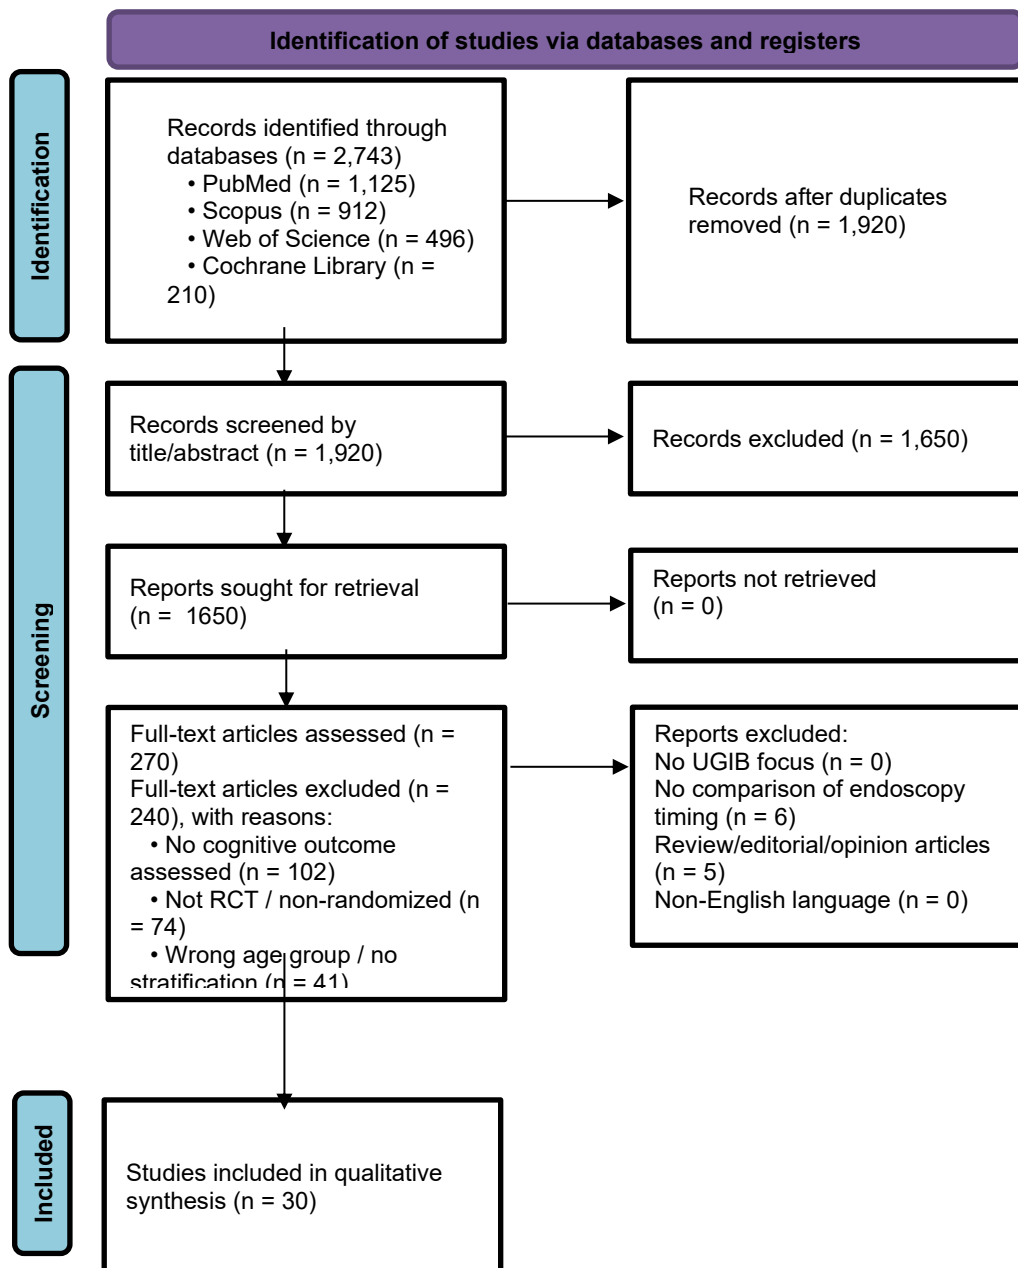 Identification of studies via databases and registers
Identification
Records identified through
databases (n = 2,743)
• PubMed (n = 1,125)
• Scopus (n = 912)
• Web of Science (n = 496)
• Cochrane Library (n =
210)
Records after duplicates
removed (n = 1,920)
Screening
Records screened by
title/abstract (n = 1,920)
Records excluded (n = 1,650)
Reports sought for retrieval
(n =  1650)
Reports not retrieved
(n = 0)
Full-text articles assessed (n =
270)
Full-text articles excluded (n =
240), with reasons:
• No cognitive outcome
assessed (n = 102)
• Not RCT / non-randomized (n
= 74)
• Wrong age group / no
stratification (n = 41)
Reports excluded:
No UGIB focus (n = 0)
No comparison of endoscopy
timing (n = 6)
Review/editorial/opinion articles
(n = 5)
Non-English language (n = 0)
Included
Studies included in qualitative
synthesis (n = 30)